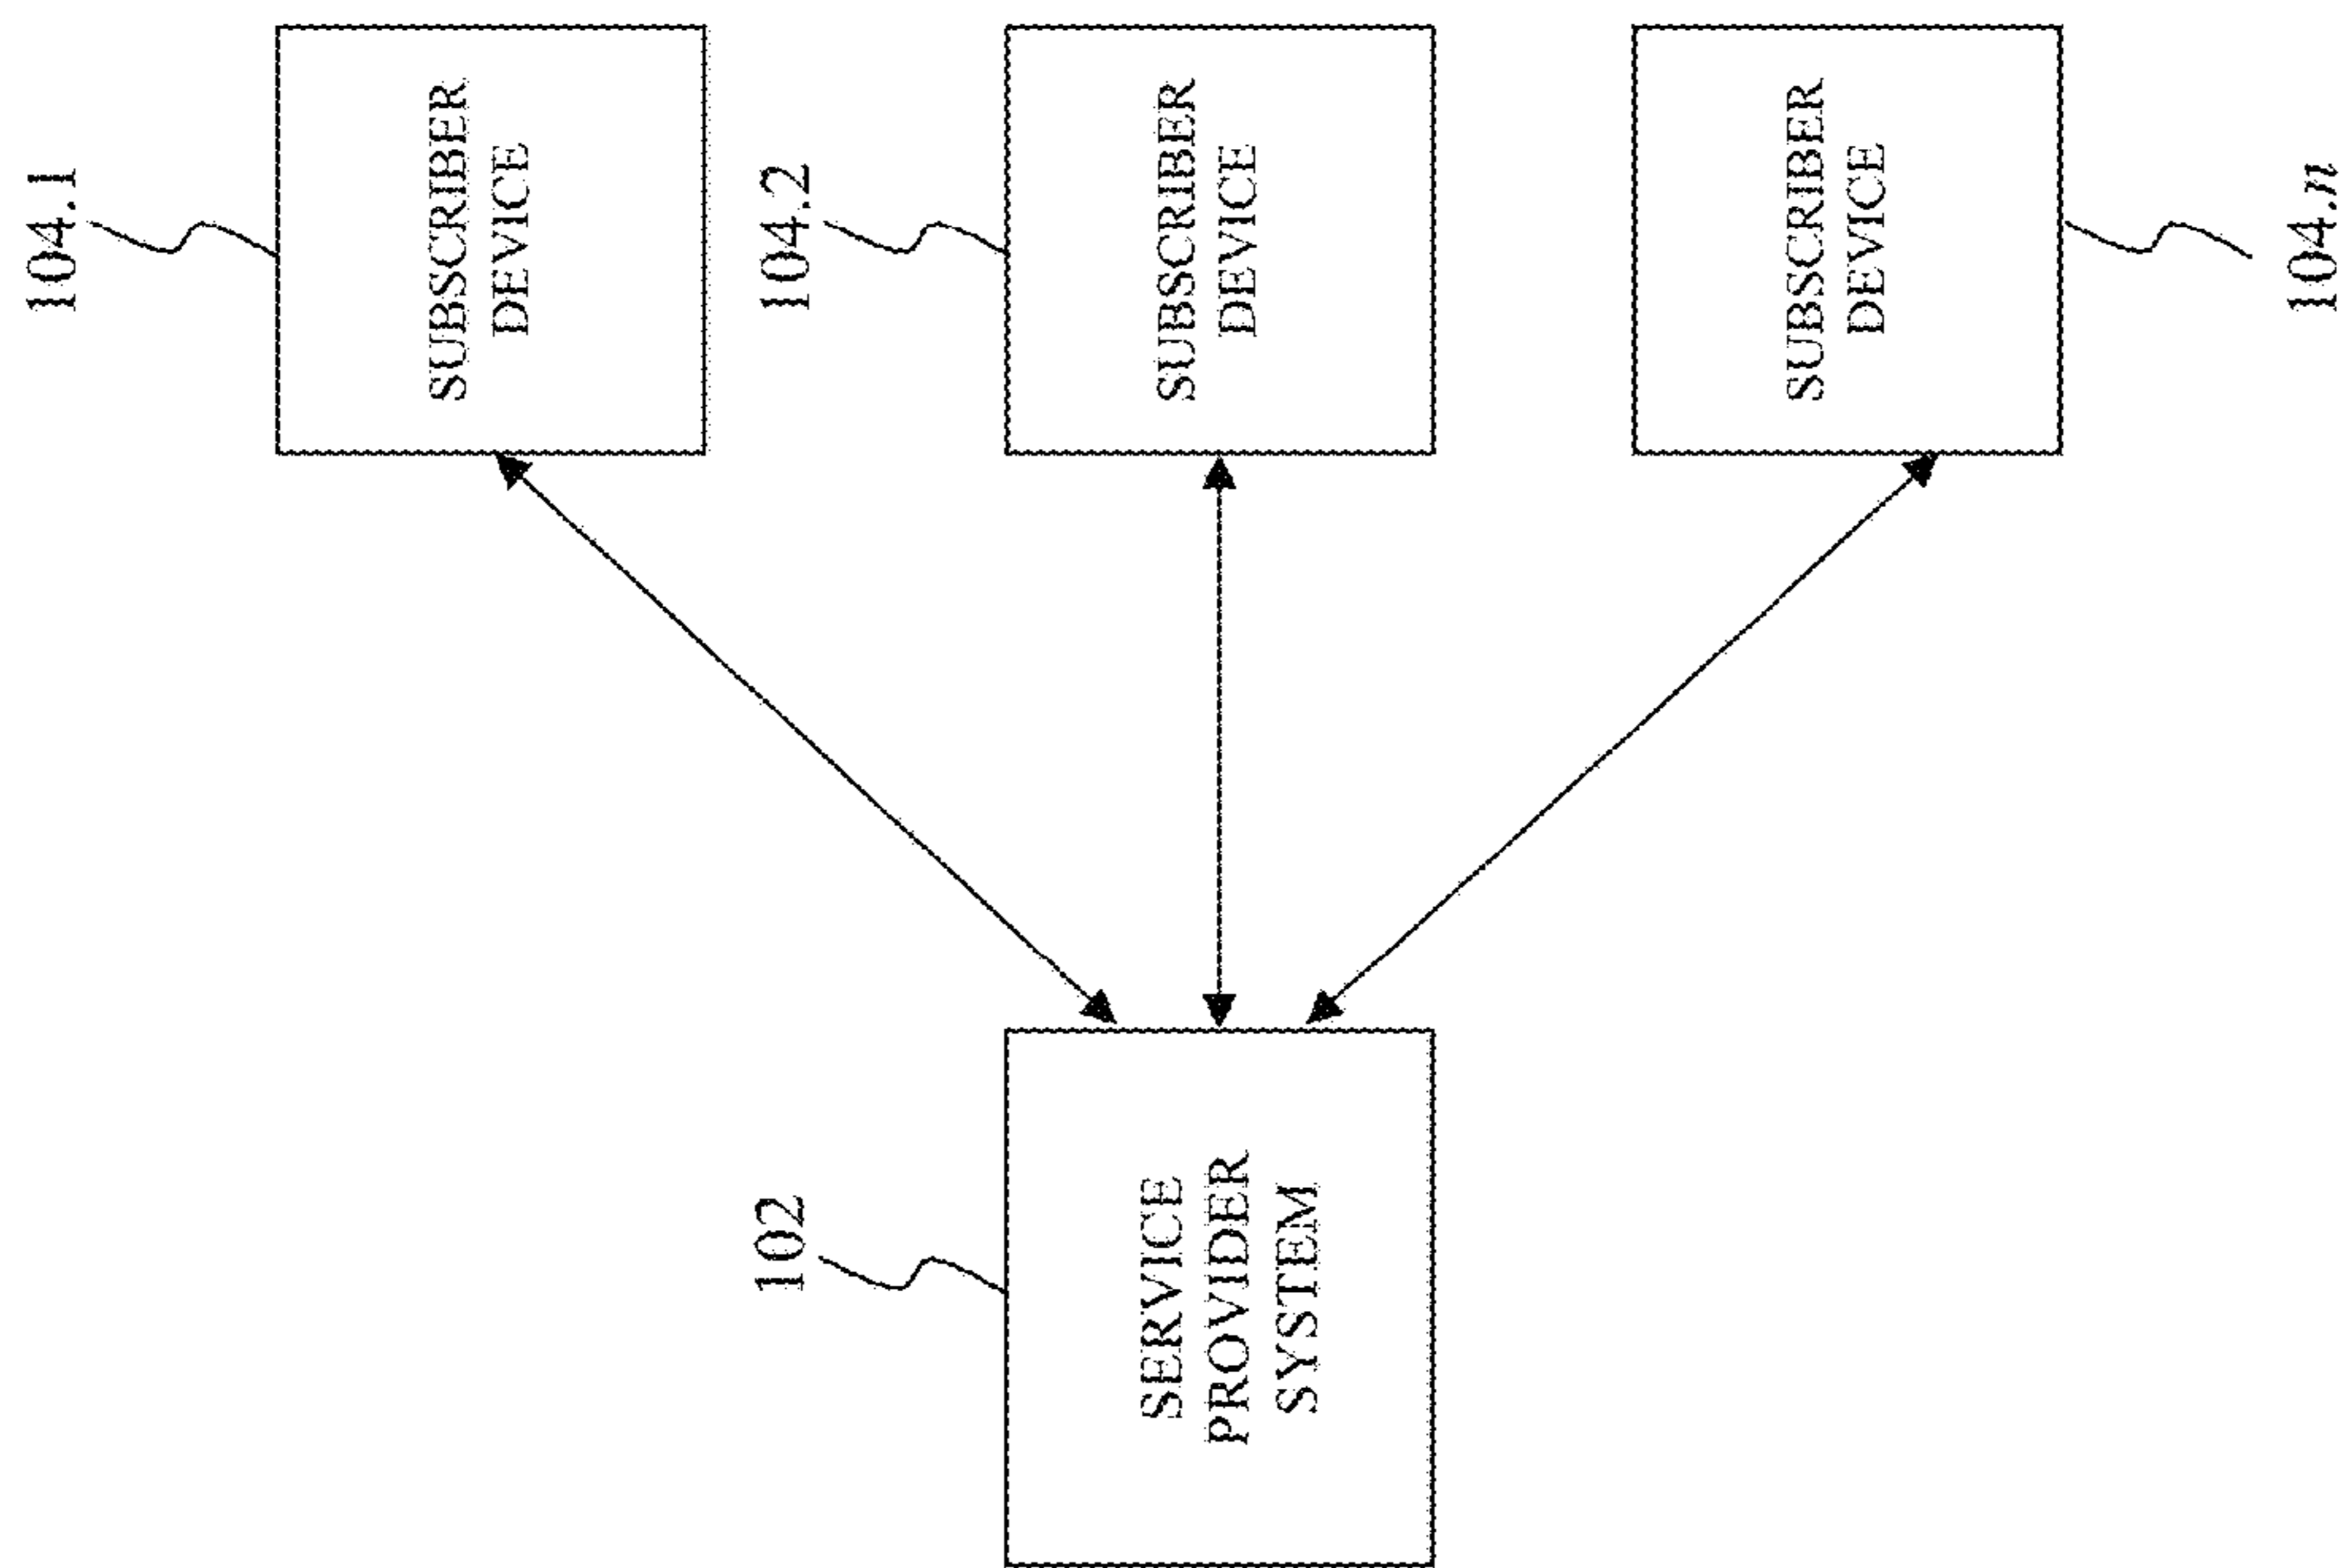 104.1
SUBSCRIBER
DEVICE
104.2
SUBSCRIBER
DEVICE
SUBSCRIBER
DEVICE
104.n
102
SERVICE
PROVIDER
SYSTEM